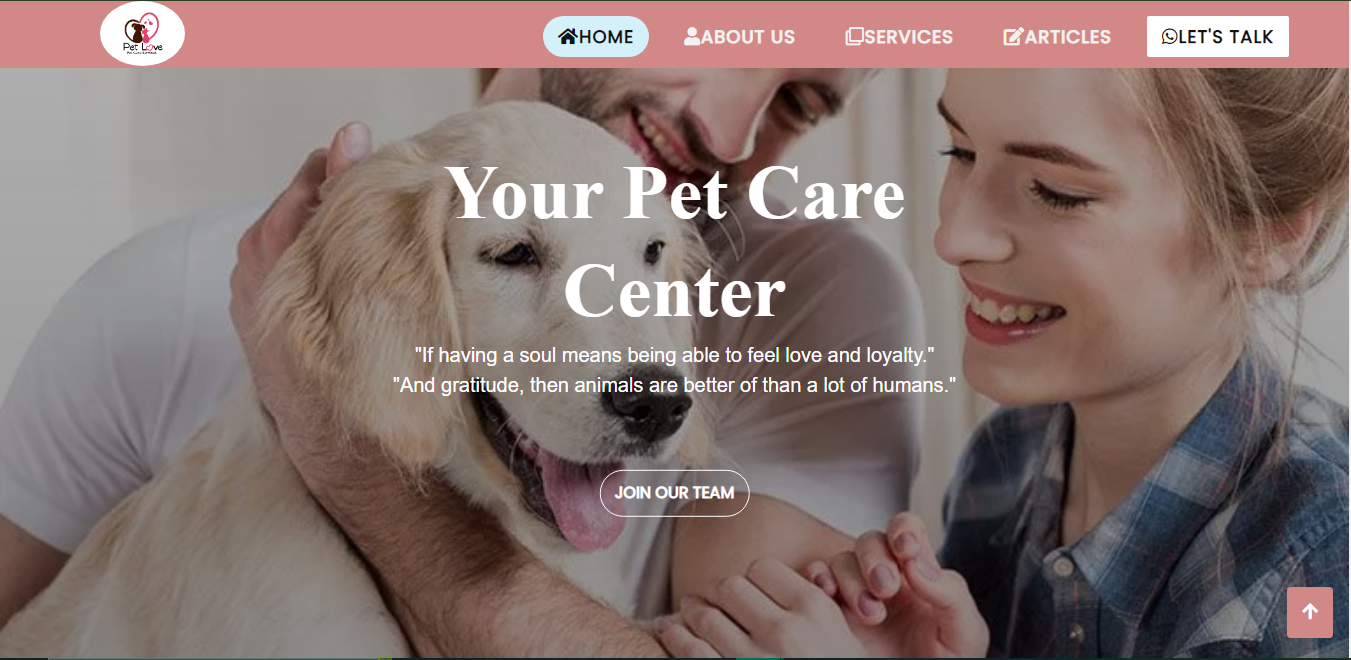 Pet Love
HOME
ABOUT US
SERVICES
ARTICLES
LET'S TALK
Your Pet Care
Center
"If having a soul means being able to feel love and loyalty."
"And gratitude, then animals are better of than a lot of humans."
JOIN OUR TEAM